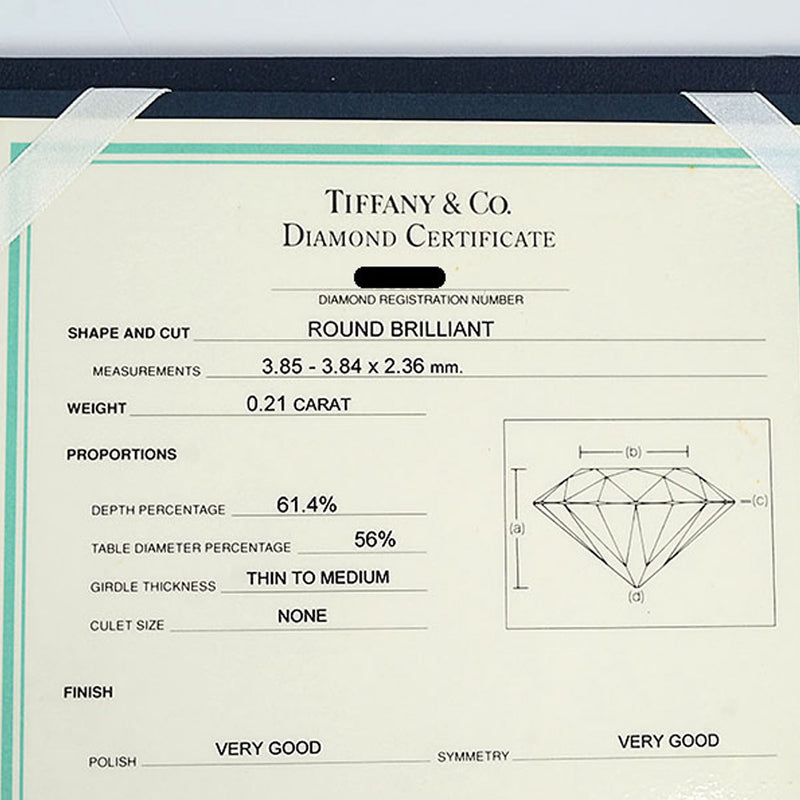 TIFFANY & CO.
DIAMOND CERTIFICATE
DIAMOND REGISTRATION NUMBER
SHAPE AND CUT ROUND BRILLIANT
MEASUREMENTS 3.85 - 3.84 x 2.36 mm.
WEIGHT 0.21 CARAT
PROPORTIONS
(b)
(c)
(a)
(d)
DEPTH PERCENTAGE 61.4%
TABLE DIAMETER PERCENTAGE 56%
GIRDLE THICKNESS THIN TO MEDIUM
CULET SIZE NONE
FINISH
POLISH VERY GOOD SYMMETRY VERY GOOD